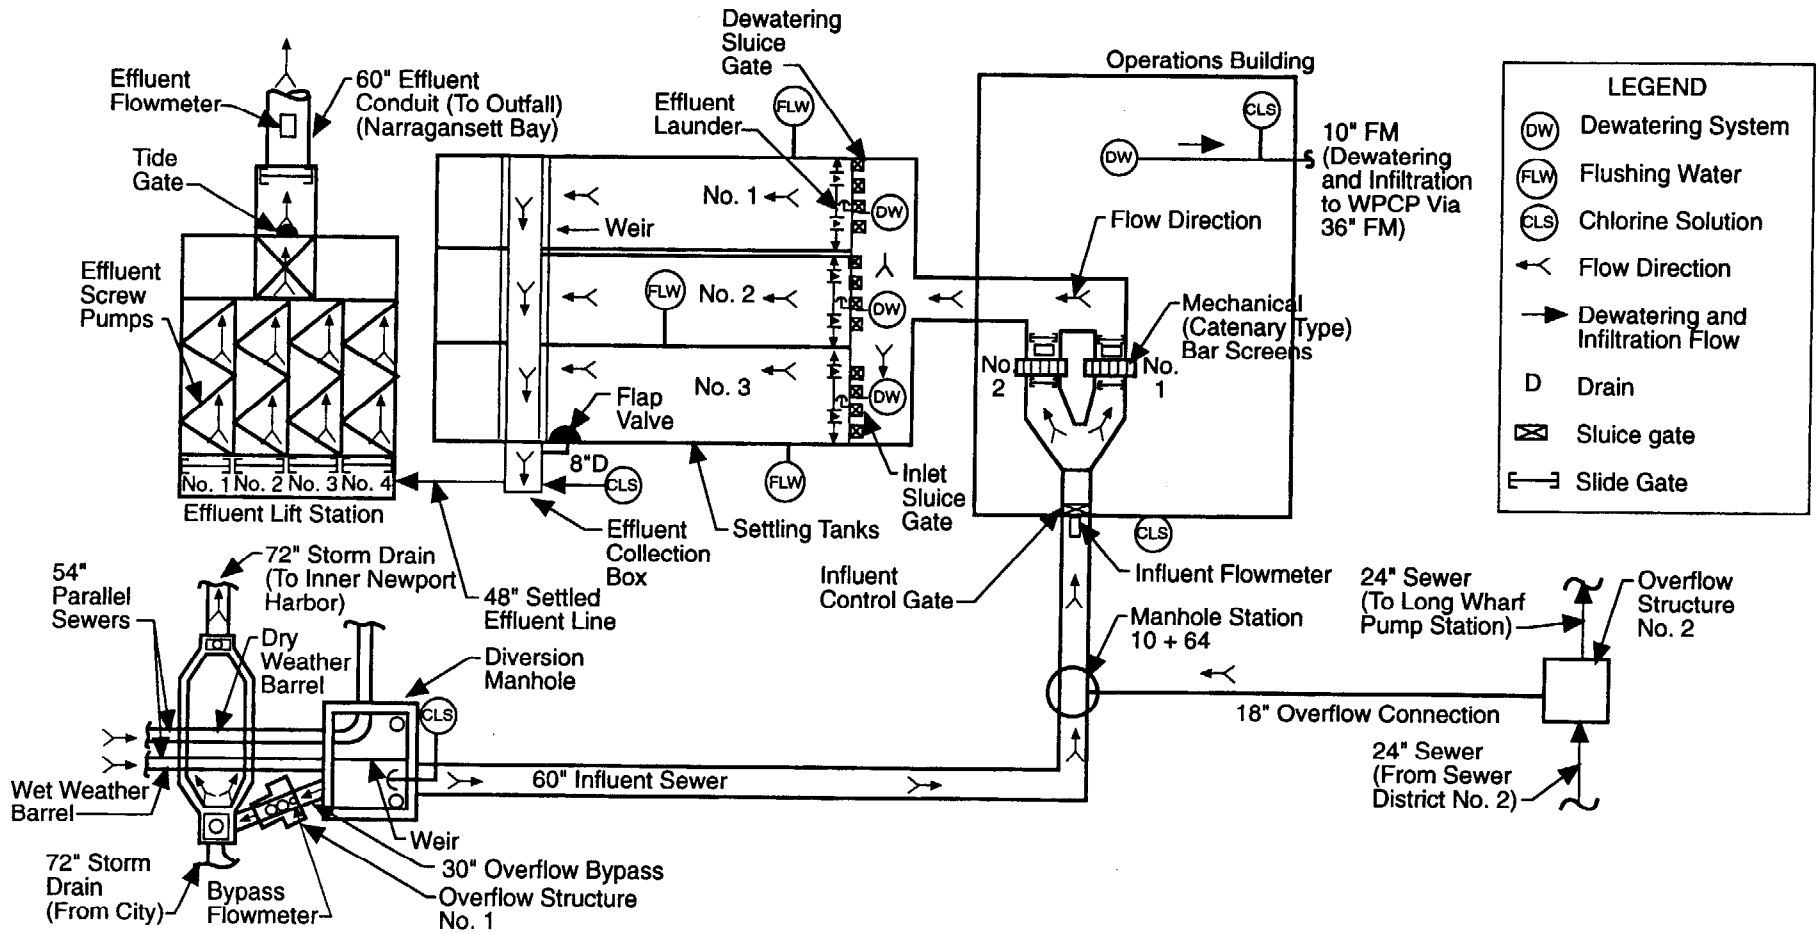 Dewatering
Sluice
Gate
Operations Building
Effluent
Flowmeter
60" Effluent
Conduit (To Outfall)
(Narragansett Bay)
Effluent
Launder
FLW
CLS
DW
10" FM
(Dewatering
and Infiltration
to WPCP Via
36" FM)
LEGEND
DW Dewatering System
FLW Flushing Water
CLS Chlorine Solution
Flow Direction
Dewatering and
Infiltration Flow
D Drain
Sluice gate
Slide Gate
Tide
Gate
No. 1
DW
Weir
Flow Direction
Effluent
Screw
Pumps
FLW
No. 2
DW
Mechanical
(Catenary Type)
Bar Screens
No.
2
No.
1
No. 3
DW
Flap
Valve
8"D
CLS
FLW
Inlet
Sluice
Gate
No. 1 No. 2 No. 3 No. 4
Effluent Lift Station
Effluent
Collection
Box
Settling Tanks
CLS
Influent
Control Gate
Influent Flowmeter
48" Settled
Effluent Line
72" Storm Drain
(To Inner Newport
Harbor)
54"
Parallel
Sewers
Dry
Weather
Barrel
Diversion
Manhole
CLS
Manhole Station
10 + 64
24" Sewer
(To Long Wharf
Pump Station)
Overflow
Structure
No. 2
18" Overflow Connection
24" Sewer
(From Sewer
District No. 2)
60" Influent Sewer
Wet Weather
Barrel
Weir
30" Overflow Bypass
Overflow Structure
No. 1
72" Storm
Drain
(From City)
Bypass
Flowmeter